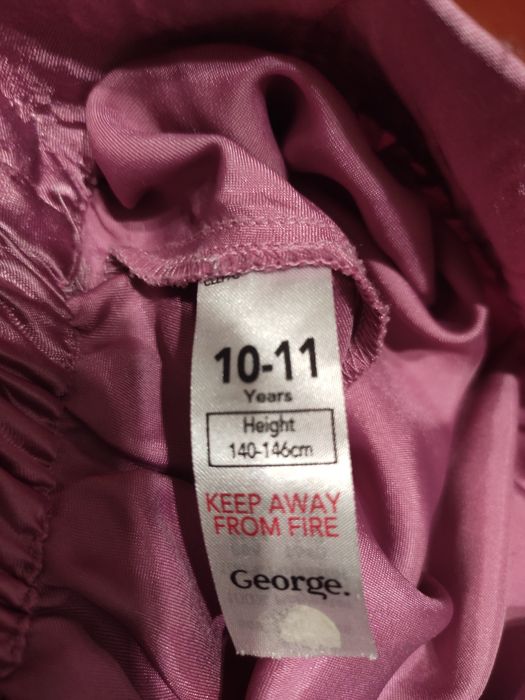 10-11
Years
Height
140-146cm
KEEP AWAY
FROM FIRE
George.